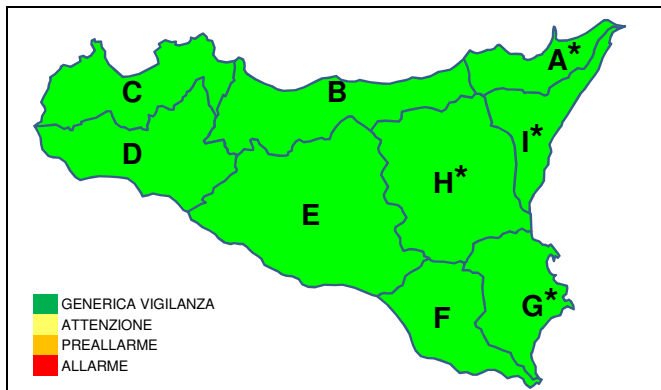 A*
C
B
I*
D
H*
E
G*
F
GENERICA VIGILANZA
ATTENZIONE
PREALLARME
ALLARME